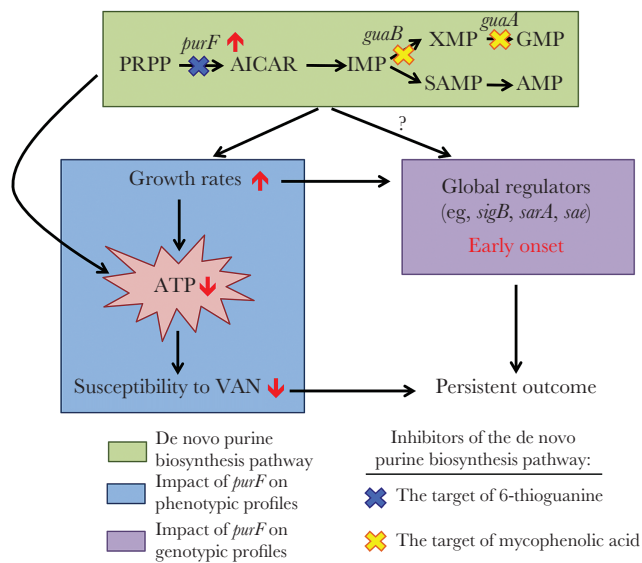 purF
guaB
guaA
PRPP AICAR IMP XMP GMP
SAMP AMP
?
Growth rates
Global regulators
(eg, sigB, sarA, sae)
Early onset
ATP
Susceptibility to VAN
Persistent outcome
De novo purine
biosynthesis pathway
Impact of purF on
phenotypic profiles
Impact of purF on
genotypic profiles
Inhibitors of the de novo
purine biosynthesis pathway:
The target of 6-thioguanine
The target of mycophenolic acid